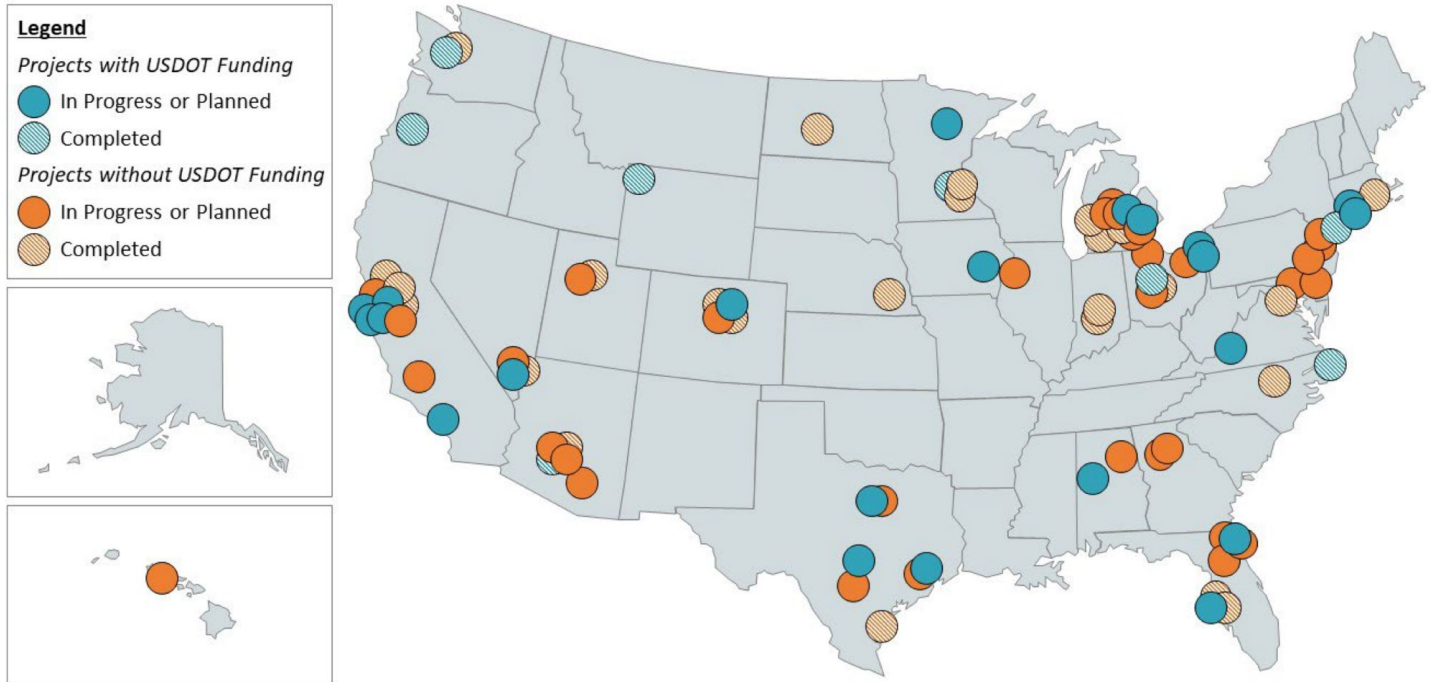 Legend
Projects with USDOT Funding
In Progress or Planned
Completed
Projects without USDOT Funding
In Progress or Planned
Completed